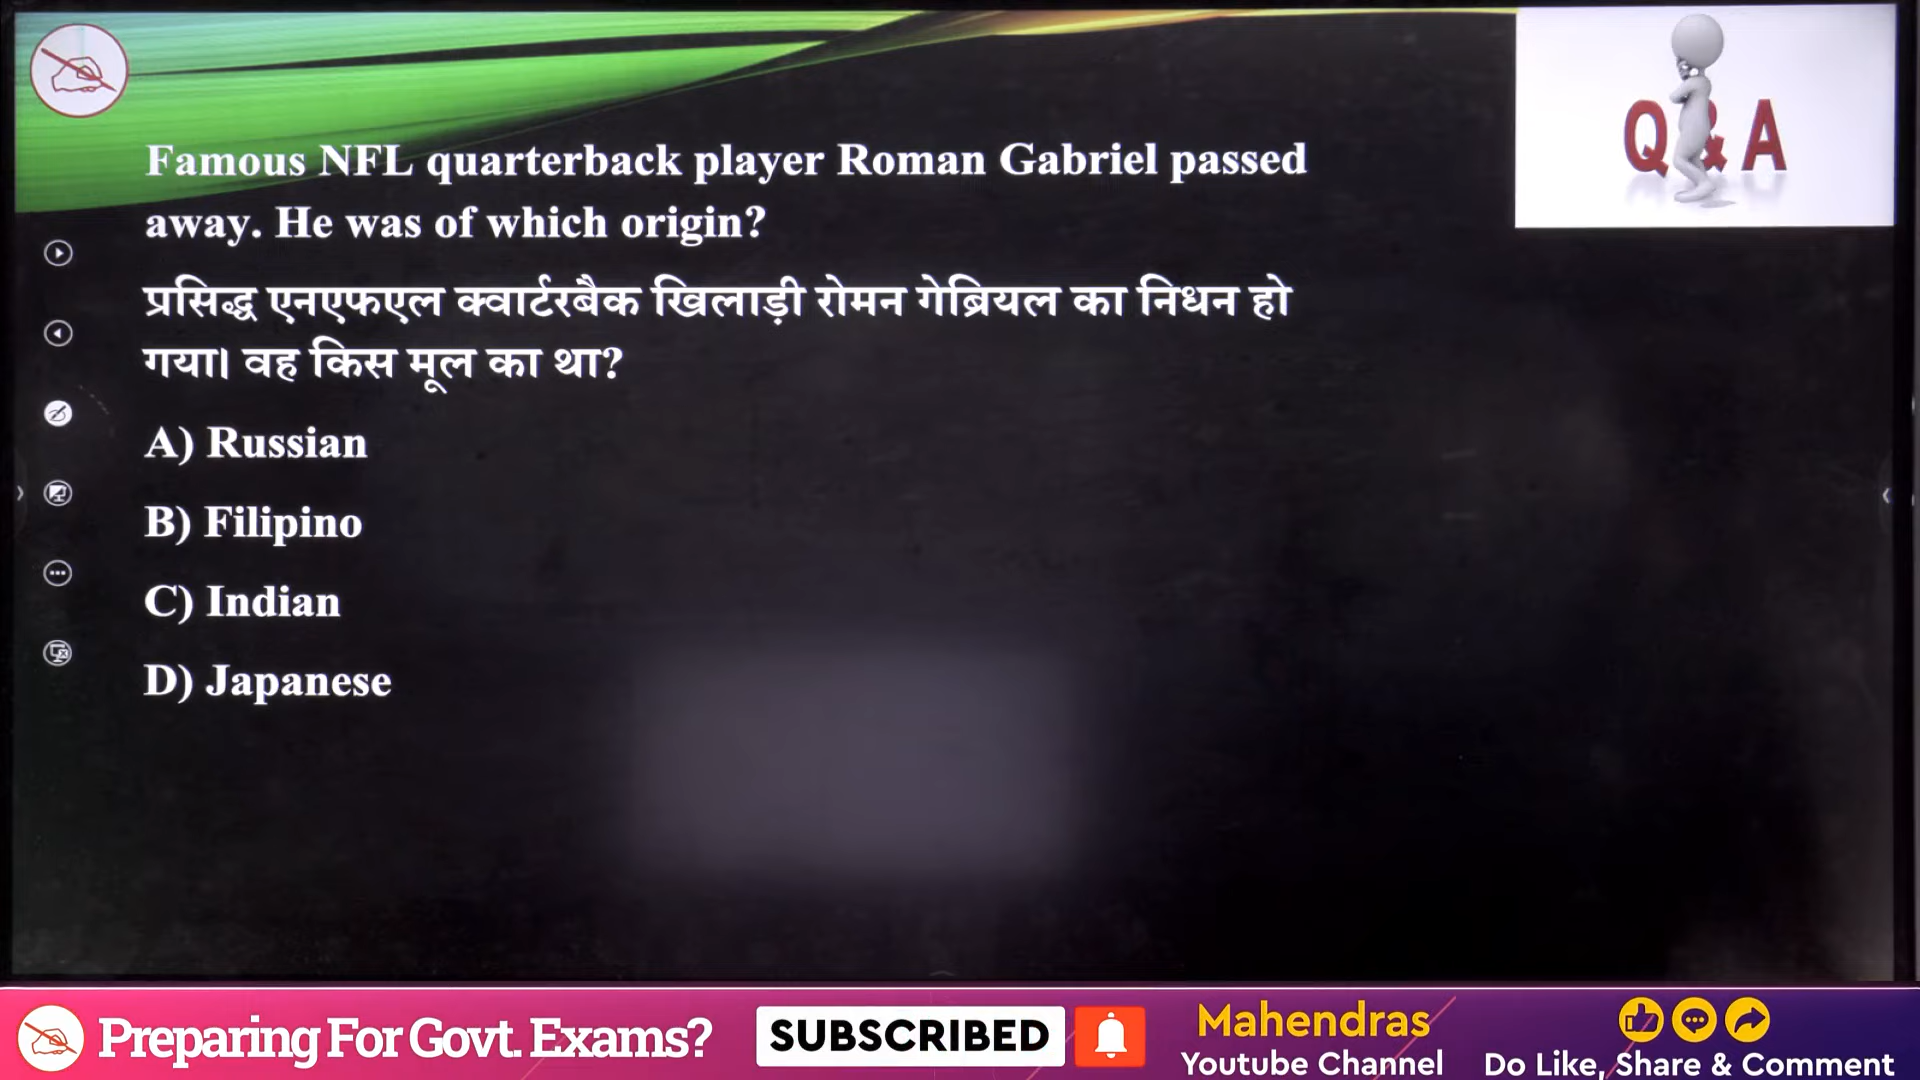 Q & A
Famous NFL quarterback player Roman Gabriel passed
away. He was of which origin?
प्रसिद्ध एनएफएल क्वार्टरबैक खिलाड़ी रोमन गेब्रियल का निधन हो
गया। वह किस मूल का था?
A) Russian
B) Filipino
C) Indian
D) Japanese
Preparing For Govt. Exams?
SUBSCRIBED
Mahendras
Youtube Channel
Do Like, Share & Comment